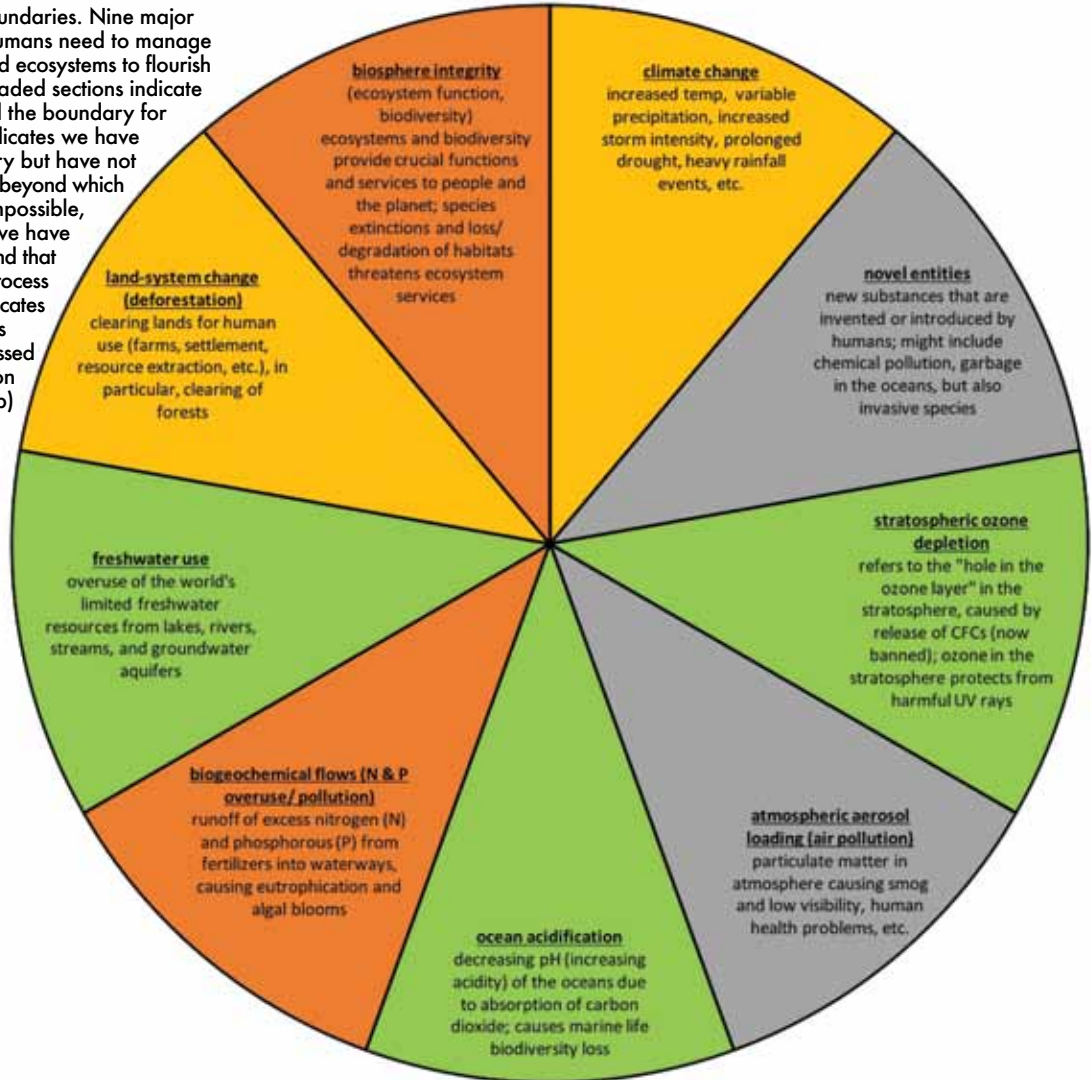 undaries. Nine major
umans need to manage
d ecosystems to flourish
aded sections indicate
the boundary for
dicates we have
ry but have not
beyond which
mpossible,
we have
nd that
rocess
cates
s
ssed
on
o)
biosphere integrity
(ecosystem function,
biodiversity)
ecosystems and biodiversity
provide crucial functions
and services to people and
the planet; species
extinctions and loss/
degradation of habitats
threatens ecosystem
services
climate change
increased temp, variable
precipitation, increased
storm intensity, prolonged
drought, heavy rainfall
events, etc.
novel entities
new substances that are
invented or introduced by
humans; might include
chemical pollution, garbage
in the oceans, but also
invasive species
stratospheric ozone
depletion
refers to the "hole in the
ozone layer" in the
stratosphere, caused by
release of CFCs (now
banned); ozone in the
stratosphere protects from
harmful UV rays
atmospheric aerosol
loading (air pollution)
particulate matter in
atmosphere causing smog
and low visibility, human
health problems, etc.
ocean acidification
decreasing pH (increasing
acidity) of the oceans due
to absorption of carbon
dioxide; causes marine life
biodiversity loss
biogeochemical flows (N & P
overuse/ pollution)
runoff of excess nitrogen (N)
and phosphorous (P) from
fertilizers into waterways,
causing eutrophication and
algal blooms
freshwater use
overuse of the world's
limited freshwater
resources from lakes, rivers,
streams, and groundwater
aquifers
land-system change
(deforestation)
clearing lands for human
use (farms, settlement,
resource extraction, etc.), in
particular, clearing of
forests